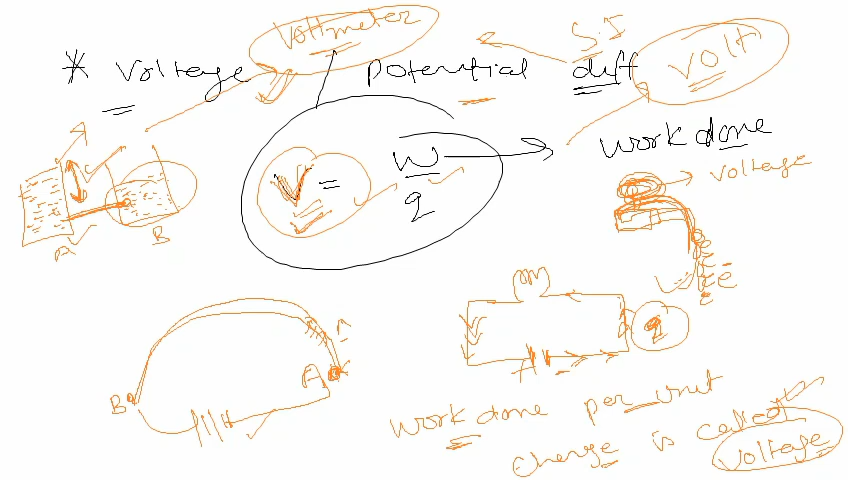 Voltmeter
S.I
* Voltage potential diff volt
V = W/q work done
voltage
A B
ē
A
B A
q
work done per unit
charge is called
voltage